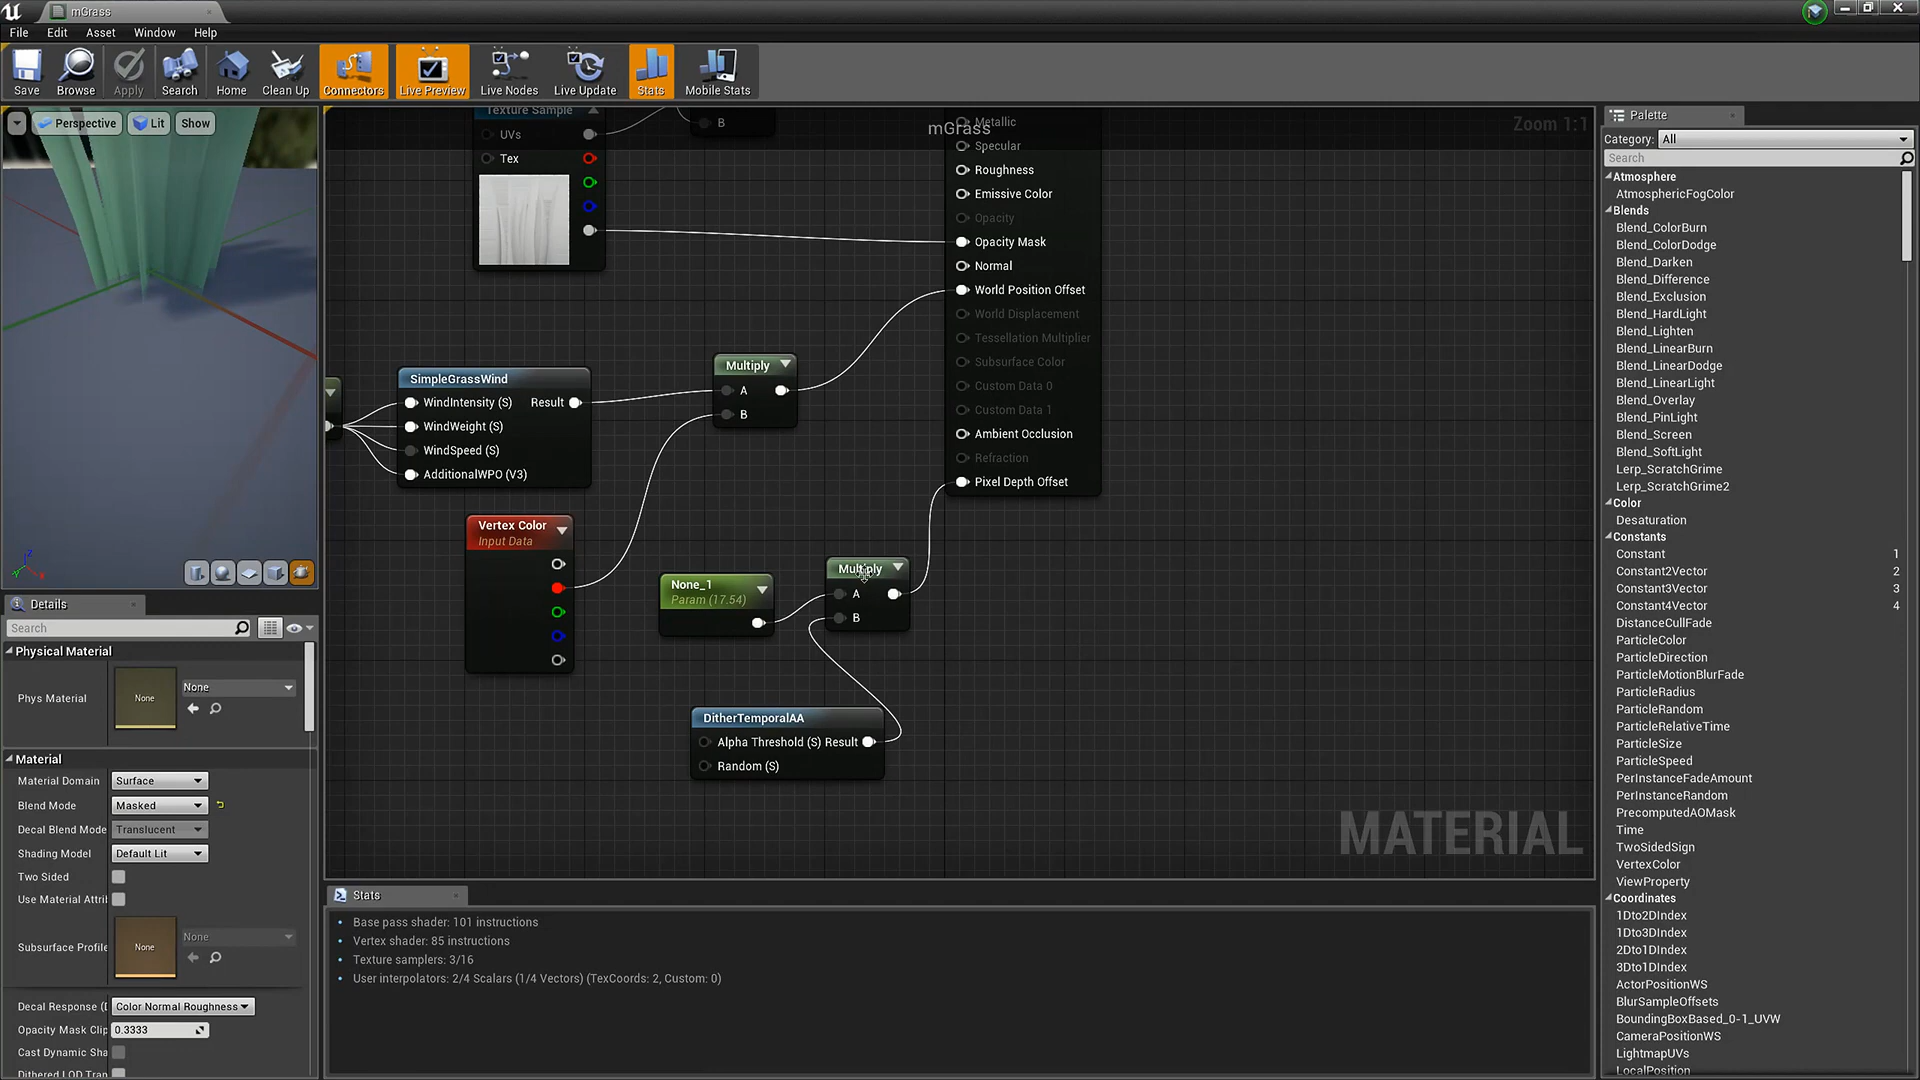 mGrass
File Edit Asset Window Help
Save Browse Apply Search Home Clean Up Connectors Live Preview Live Nodes Live Update Stats Mobile Stats
Perspective Lit Show
Texture Sample
UVs
Tex
B
mGrass
Zoom 1:1
Metallic
Specular
Roughness
Emissive Color
Opacity
Opacity Mask
Normal
World Position Offset
World Displacement
Tessellation Multiplier
Subsurface Color
Custom Data 0
Custom Data 1
Ambient Occlusion
Refraction
Pixel Depth Offset
SimpleGrassWind
WindIntensity (S) Result
WindWeight (S)
WindSpeed (S)
AdditionalWPO (V3)
Multiply
A
B
Vertex Color
Input Data
None_1
Param (17.54)
Multiply
A
B
DitherTemporalAA
Alpha Threshold (S) Result
Random (S)
MATERIAL
Details
Search
Physical Material
Phys Material None None
Material
Material Domain Surface
Blend Mode Masked
Decal Blend Mode Translucent
Shading Model Default Lit
Two Sided
Use Material Attri
Subsurface Profile None None
Decal Response (D Color Normal Roughness
Opacity Mask Clip 0.3333
Cast Dynamic Sha
Dithered LOD Tran
Stats
• Base pass shader: 101 instructions
• Vertex shader: 85 instructions
• Texture samplers: 3/16
• User interpolators: 2/4 Scalars (1/4 Vectors) (TexCoords: 2, Custom: 0)
Palette
Category: All
Search
Atmosphere
AtmosphericFogColor
Blends
Blend_ColorBurn
Blend_ColorDodge
Blend_Darken
Blend_Difference
Blend_Exclusion
Blend_HardLight
Blend_Lighten
Blend_LinearBurn
Blend_LinearDodge
Blend_LinearLight
Blend_Overlay
Blend_PinLight
Blend_Screen
Blend_SoftLight
Lerp_ScratchGrime
Lerp_ScratchGrime2
Color
Desaturation
Constants
Constant 1
Constant2Vector 2
Constant3Vector 3
Constant4Vector 4
DistanceCullFade
ParticleColor
ParticleDirection
ParticleMotionBlurFade
ParticleRadius
ParticleRandom
ParticleRelativeTime
ParticleSize
ParticleSpeed
PerInstanceFadeAmount
PerInstanceRandom
PrecomputedAOMask
Time
TwoSidedSign
VertexColor
ViewProperty
Coordinates
1Dto2DIndex
1Dto3DIndex
2Dto1DIndex
3Dto1DIndex
ActorPositionWS
BlurSampleOffsets
BoundingBoxBased_0-1_UVW
CameraPositionWS
LightmapUVs
LocalPosition